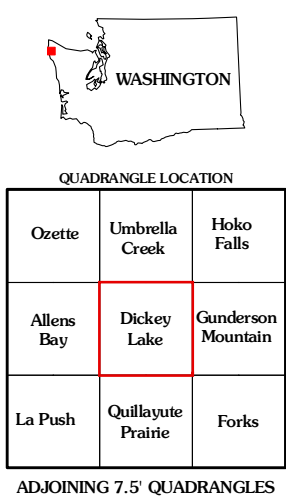 WASHINGTON
QUADRANGLE LOCATION
Ozette
Umbrella
Creek
Hoko
Falls
Allens
Bay
Dickey
Lake
Gunderson
Mountain
La Push
Quillayute
Prairie
Forks
ADJOINING 7.5' QUADRANGLES